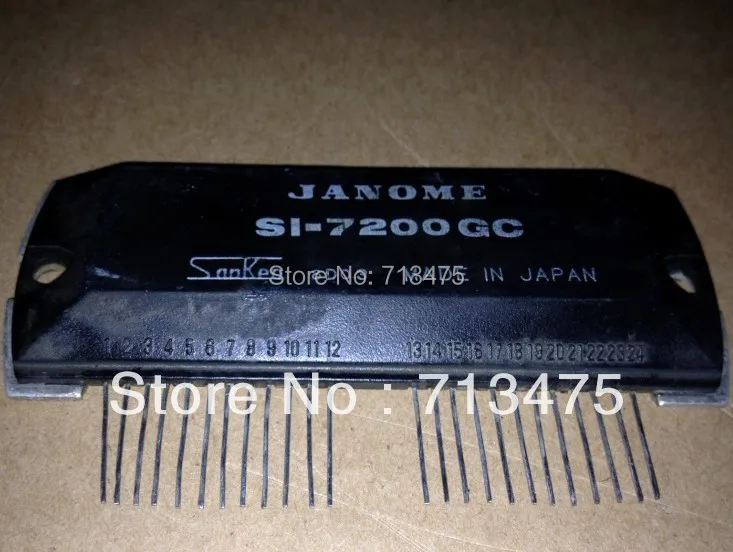 JANOME
SI-7200GC
SanKen MADE IN JAPAN
Store No: 713475
1 2 3 4 5 6 7 8 9 10 11 12 13 14 15 16 17 18 19 20 21 22 23 24
Store No : 713475